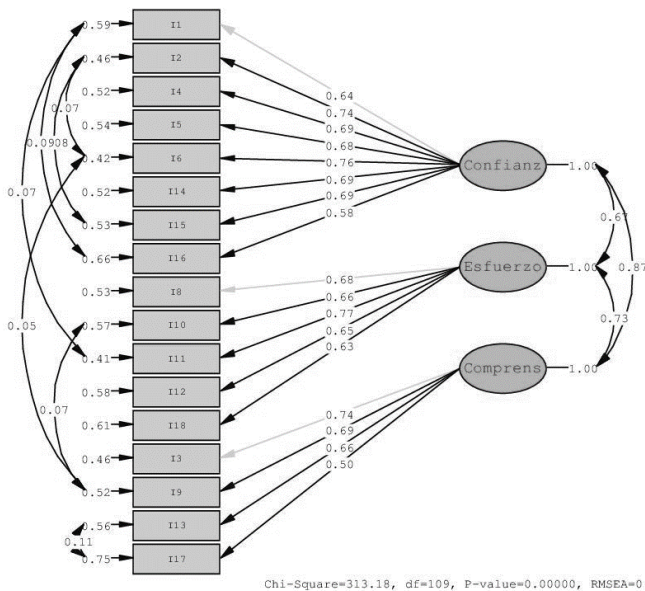 0.59 I1
0.46 I2
0.52 I4
0.54 I5
0.42 I6
0.52 I14
0.53 I15
0.66 I16
0.53 I8
0.57 I10
0.41 I11
0.58 I12
0.61 I18
0.46 I3
0.52 I9
0.56 I13
0.75 I17
0.07
0.0908
0.07
0.05
0.07
0.11
0.64
0.74
0.69
0.68
0.76
0.69
0.69
0.58
0.68
0.66
0.77
0.65
0.63
0.74
0.69
0.66
0.50
Confianz 1.00
Esfuerzo 1.00
Comprens 1.00
0.67
0.87
0.73
Chi-Square=313.18, df=109, P-value=0.00000, RMSEA=0